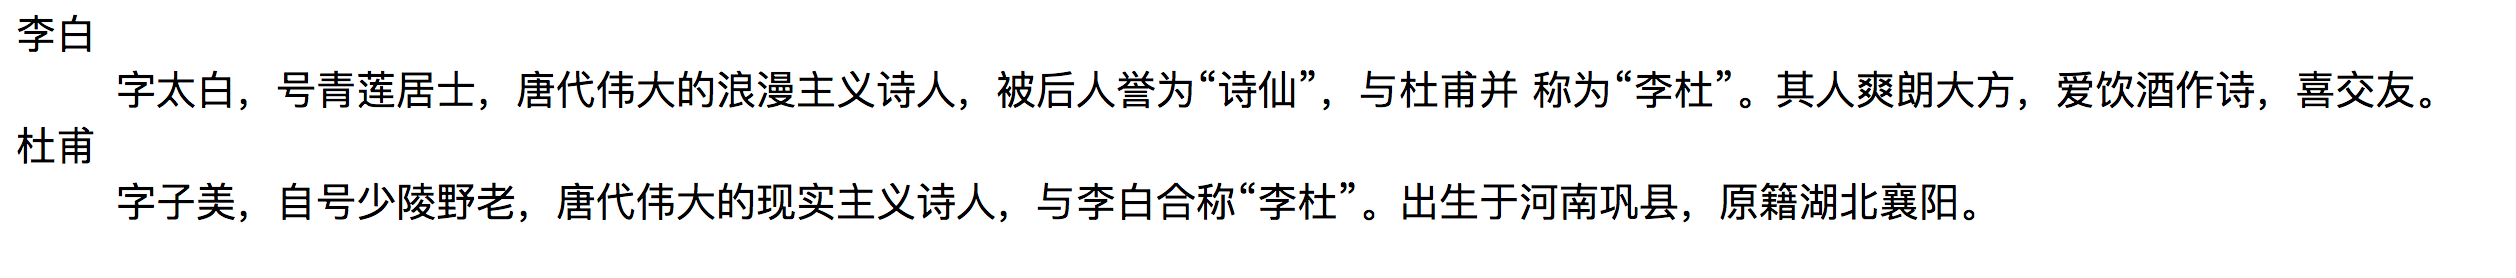 李白
字太白，号青莲居士，唐代伟大的浪漫主义诗人，被后人誉为“诗仙”，与杜甫并 称为“李杜”。其人爽朗大方，爱饮酒作诗，喜交友。
杜甫
字子美，自号少陵野老，唐代伟大的现实主义诗人，与李白合称“李杜”。出生于河南巩县，原籍湖北襄阳。